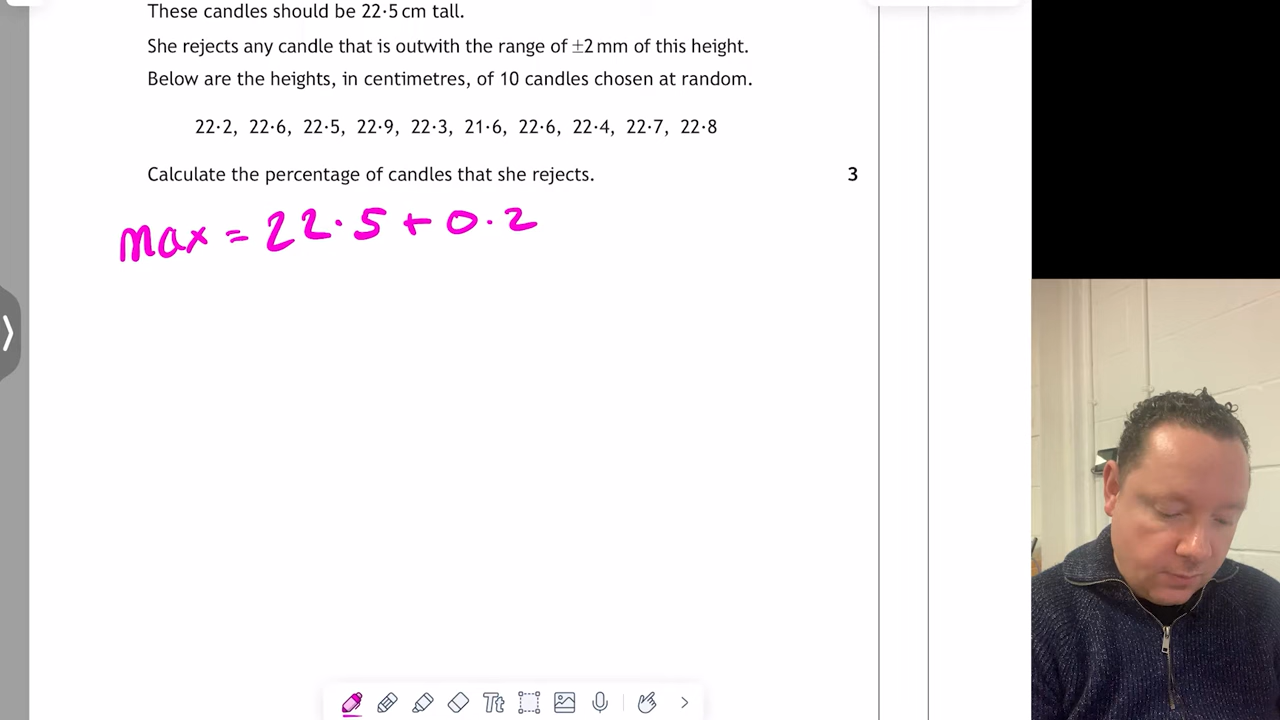 These candles should be 22·5 cm tall.
She rejects any candle that is outwith the range of ±2 mm of this height.
Below are the heights, in centimetres, of 10 candles chosen at random.
22·2, 22·6, 22·5, 22·9, 22·3, 21·6, 22·6, 22·4, 22·7, 22·8
Calculate the percentage of candles that she rejects. 3
max = 22·5 + 0·2
Tt